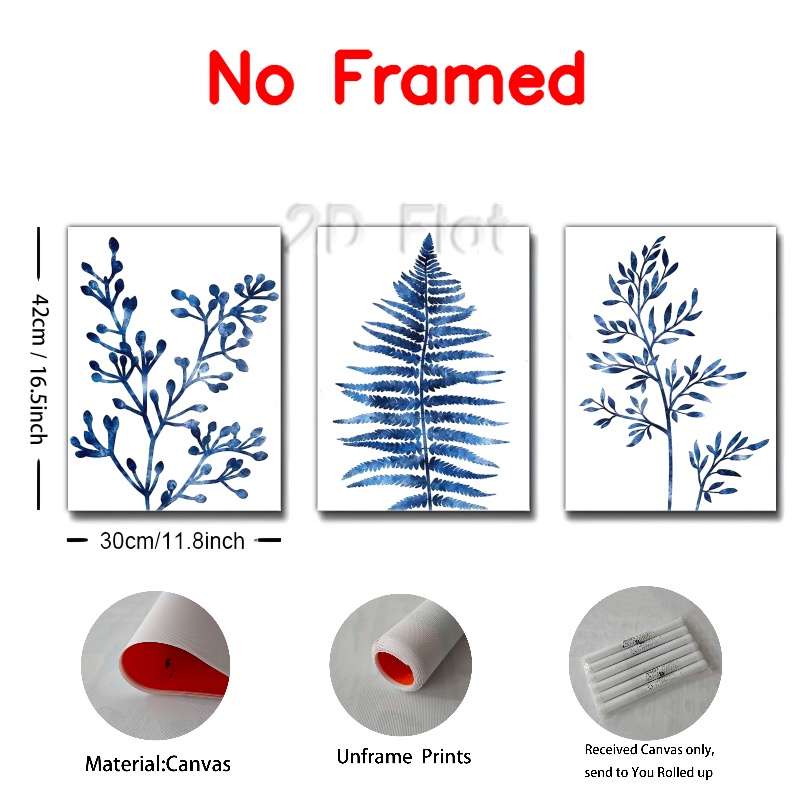 No Framed
2D Flat
42cm / 16.5inch
30cm/11.8inch
Material:Canvas
Unframe Prints
Received Canvas only,
send to You Rolled up